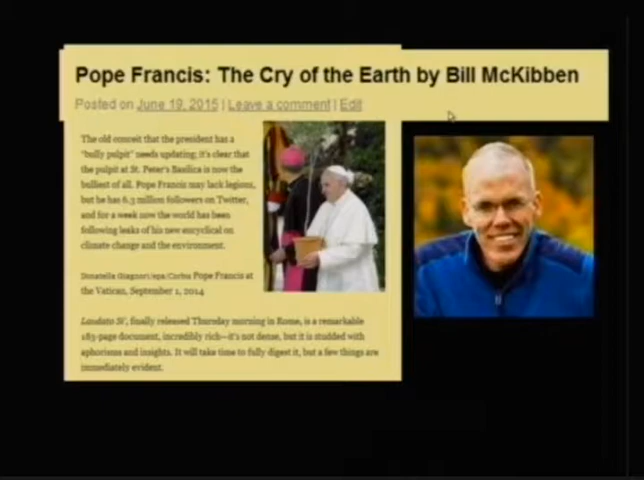 Pope Francis: The Cry of the Earth by Bill McKibben
Posted on June 19, 2015 | Leave a comment | Edit
The old conceit that the president has a
"bully pulpit" needs updating; it's clear that
the pulpit at St. Peter's Basilica is now the
bulliest of all. Pope Francis may lack legions,
but he has 6.3 million followers on Twitter,
and for a week now the world has been
following leaks of his new encyclical on
climate change and the environment.
Donatella Giagnori/epa/Corbis Pope Francis at
the Vatican, September 1, 2014
Laudato Si', finally released Thursday morning in Rome, is a remarkable
183-page document, incredibly rich—it's not dense, but it is studded with
aphorisms and insights. It will take time to fully digest it, but a few things are
immediately evident.